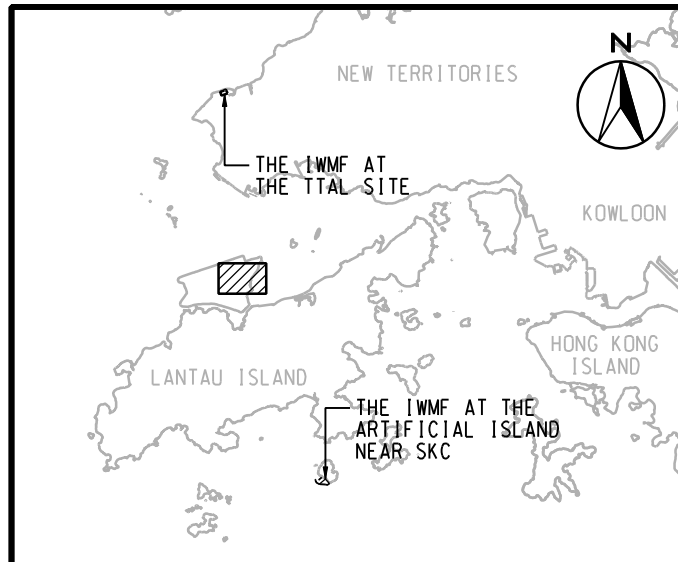 N
NEW TERRITORIES
THE IWMF AT
THE TTAL SITE
KOWLOON
HONG KONG
ISLAND
LANTAU ISLAND
THE IWMF AT THE
ARTIFICIAL ISLAND
NEAR SKC